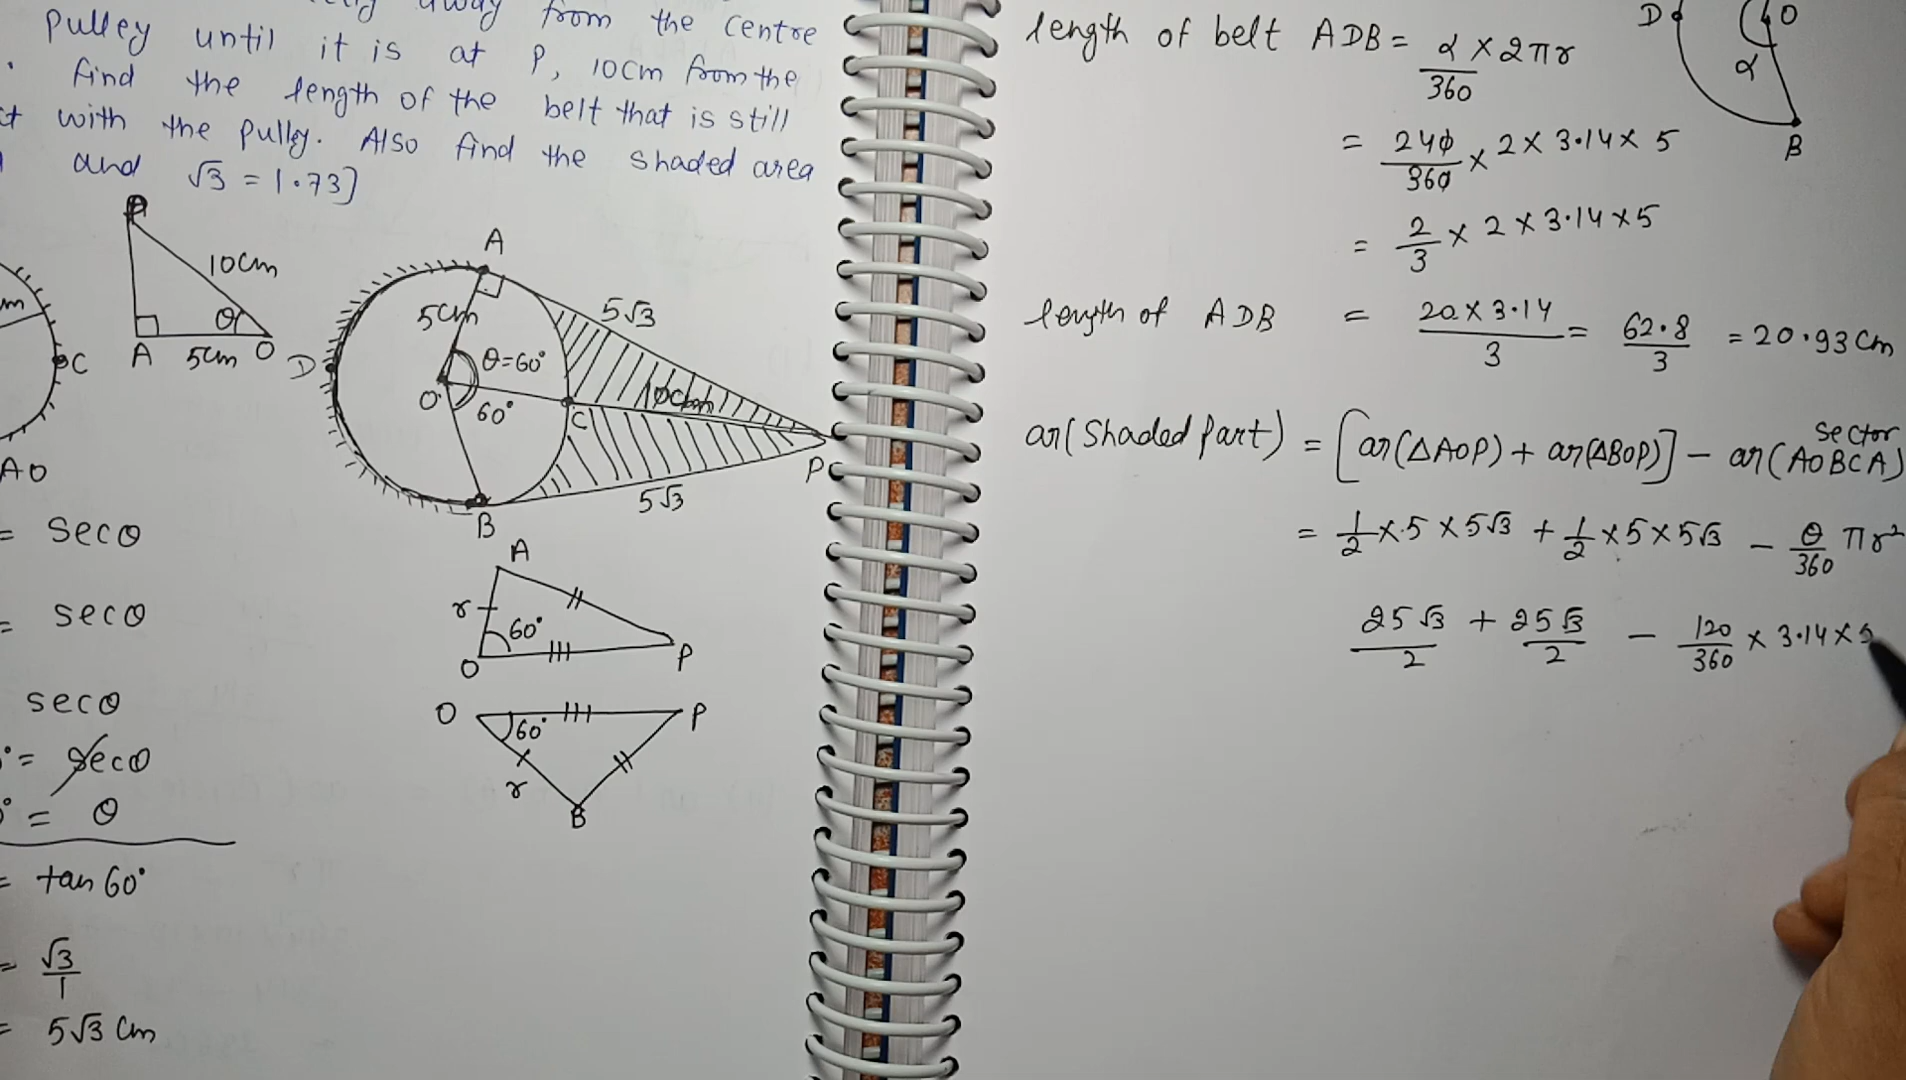 away from the centre
pulley until it is at P, 10cm from the
find the length of the belt that is still
with the pulley. Also find the shaded area
and √3 = 1.73]
10cm
θ
A 5cm O
C
A
5cm
D
θ=60°
O
60°
C
10cm
5√3
5√3
P
B
A
r
60°
O
P
O
60°
P
r
B
AO
= secθ
= secθ
secθ
= secθ
= θ
= tan 60°
= √3/1
= 5√3 cm
D
O
α
B
length of belt ADB = α/360 × 2πr
= 240/360 × 2 × 3.14 × 5
= 2/3 × 2 × 3.14 × 5
length of ADB = 20 × 3.14/3 = 62.8/3 = 20.93 cm
ar(Shaded Part) = [ar(ΔAOP) + ar(ΔBOP)] – ar(sector AOBCA)
= 1/2 × 5 × 5√3 + 1/2 × 5 × 5√3 – θ/360 πr²
25√3/2 + 25√3/2 – 120/360 × 3.14 × 5